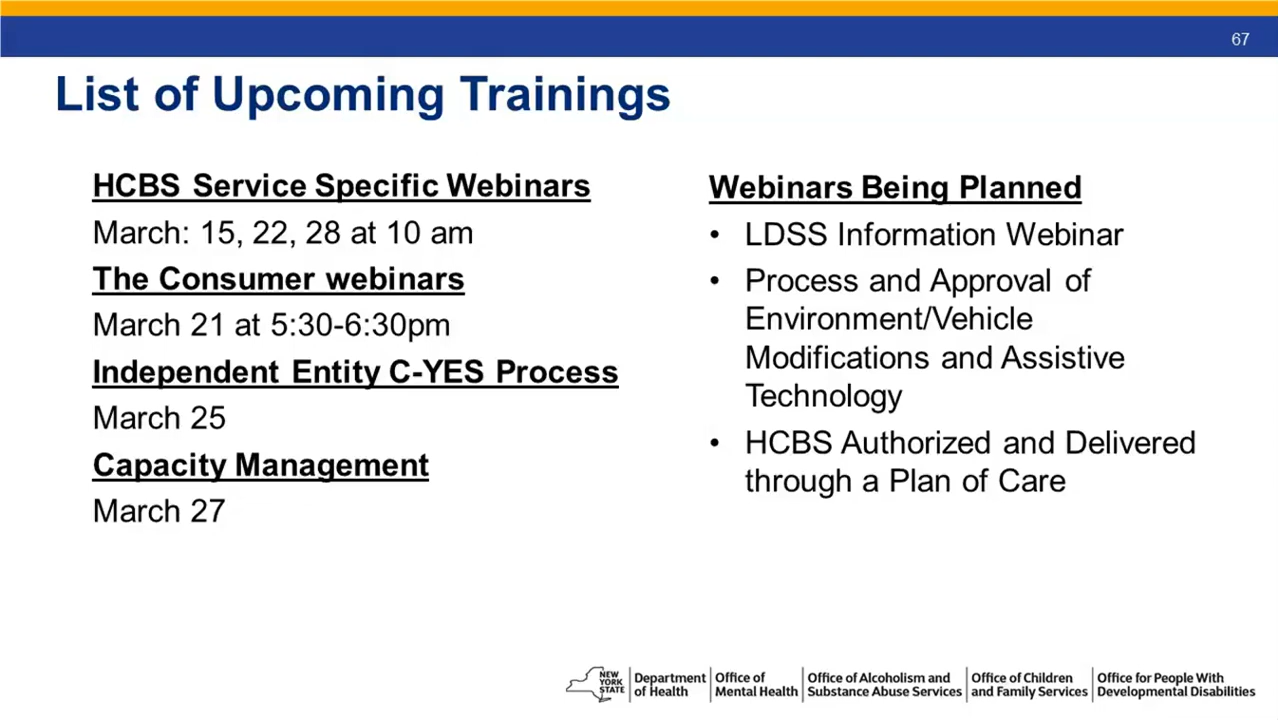 67
List of Upcoming Trainings
HCBS Service Specific Webinars
March: 15, 22, 28 at 10 am
The Consumer webinars
March 21 at 5:30-6:30pm
Independent Entity C-YES Process
March 25
Capacity Management
March 27
Webinars Being Planned
• LDSS Information Webinar
• Process and Approval of
Environment/Vehicle
Modifications and Assistive
Technology
• HCBS Authorized and Delivered
through a Plan of Care
NEW
YORK
STATE
Department
of Health
Office of
Mental Health
Office of Alcoholism and
Substance Abuse Services
Office of Children
and Family Services
Office for People With
Developmental Disabilities